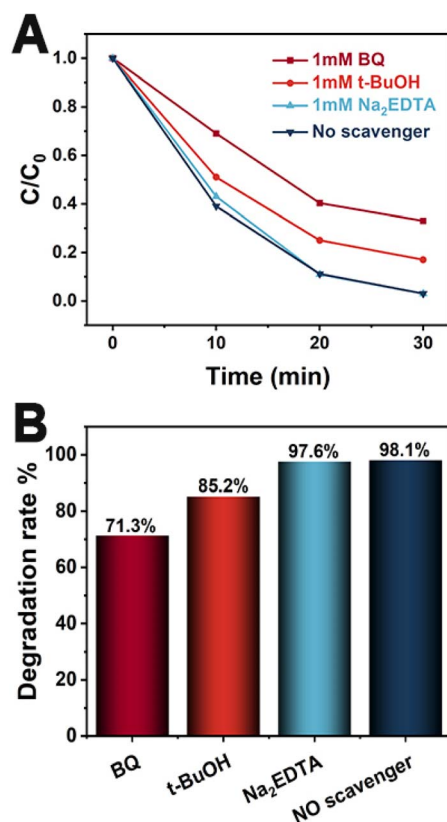 A
1.0
0.8
0.6
0.4
0.2
0.0
C/C₀
1mM BQ
1mM t-BuOH
1mM Na₂EDTA
No scavenger
0 10 20 30
Time (min)
B
100
80
60
40
20
0
Degradation rate %
71.3%
85.2%
97.6%
98.1%
BQ
t-BuOH
Na₂EDTA
NO scavenger